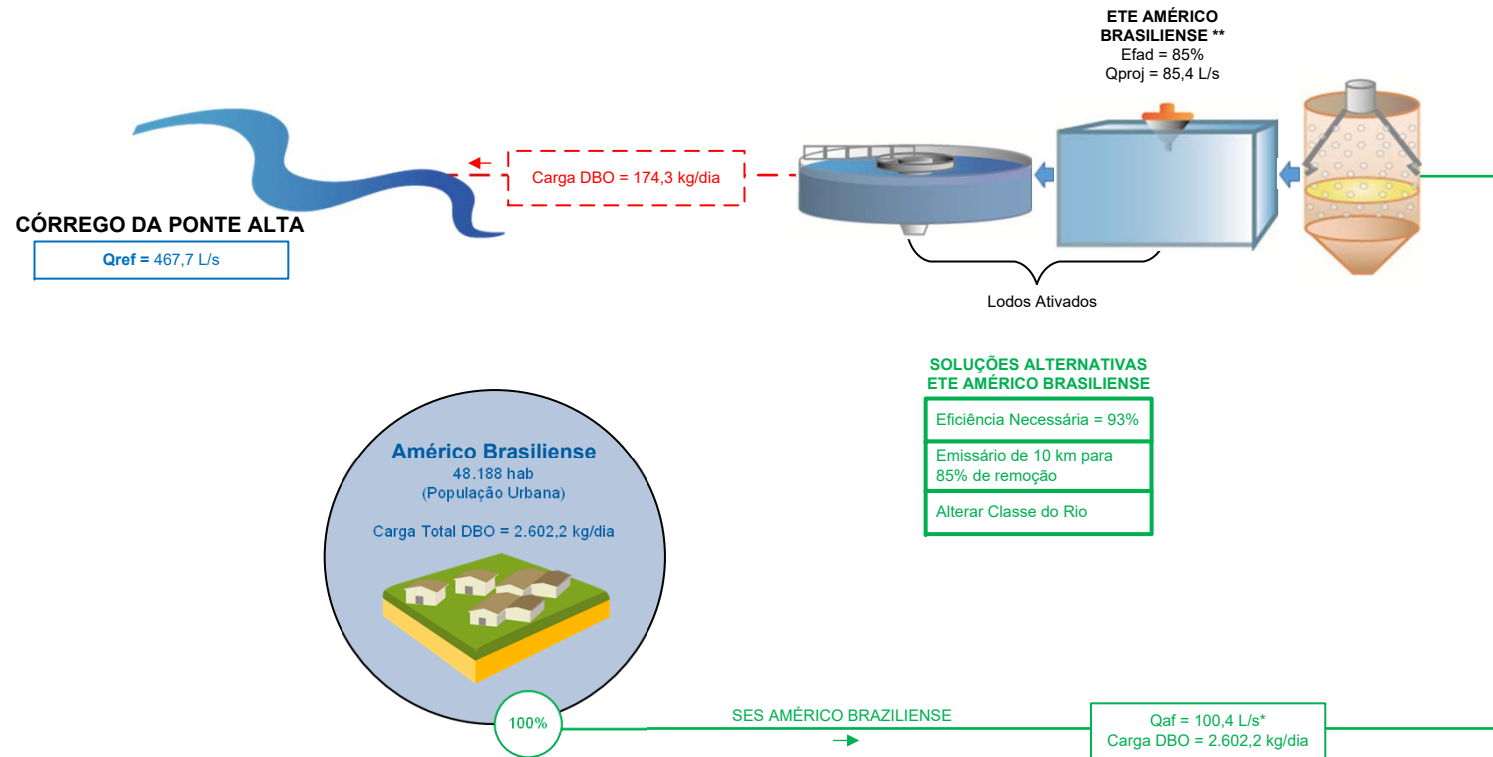 ETE AMÉRICO
BRASILIENSE **
Efad = 85%
Qproj = 85,4 L/s
Carga DBO = 174,3 kg/dia
CÓRREGO DA PONTE ALTA
Qref = 467,7 L/s
Lodos Ativados
SOLUÇÕES ALTERNATIVAS
ETE AMÉRICO BRASILIENSE
Eficiência Necessária = 93%
Emissário de 10 km para
85% de remoção
Alterar Classe do Rio
Américo Brasiliense
48.188 hab
(População Urbana)
Carga Total DBO = 2.602,2 kg/dia
100%
SES AMÉRICO BRAZILIENSE
Qaf = 100,4 L/s*
Carga DBO = 2.602,2 kg/dia